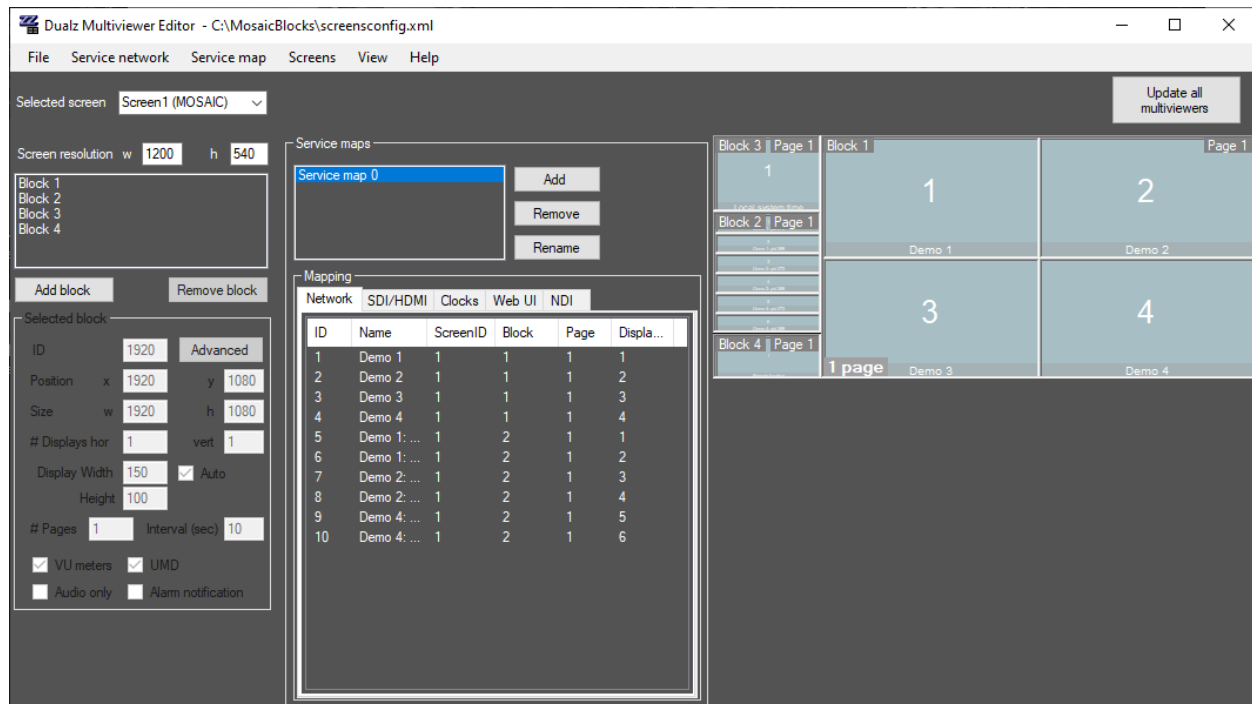 Dualz Multiviewer Editor - C:\MosaicBlocks\screensconfig.xml
File Service network Service map Screens View Help
Selected screen Screen1 (MOSAIC)
Update all
multiviewers
Screen resolution w 1200 h 540
Block 1
Block 2
Block 3
Block 4
Add block Remove block
Selected block
ID 1920 Advanced
Position x 1920 y 1080
Size w 1920 h 1080
# Displays hor 1 vert 1
Display Width 150 Auto
Height 100
# Pages 1 Interval (sec) 10
VU meters UMD
Audio only Alarm notification
Service maps
Service map 0
Add
Remove
Rename
Mapping
Network SDI/HDMI Clocks Web UI NDI
ID Name ScreenID Block Page Displa...
1 Demo 1 1 1 1 1
2 Demo 2 1 1 1 2
3 Demo 3 1 1 1 3
4 Demo 4 1 1 1 4
5 Demo 1: ... 1 2 1 1
6 Demo 1: ... 1 2 1 2
7 Demo 2: ... 1 2 1 3
8 Demo 2: ... 1 2 1 4
9 Demo 4: ... 1 2 1 5
10 Demo 4: ... 1 2 1 6
Block 3 Page 1
1
Local system time
Block 2 Page 1
Block 4 Page 1
Block 1 Page 1
1 2
Demo 1 Demo 2
3 4
1 page Demo 3 Demo 4